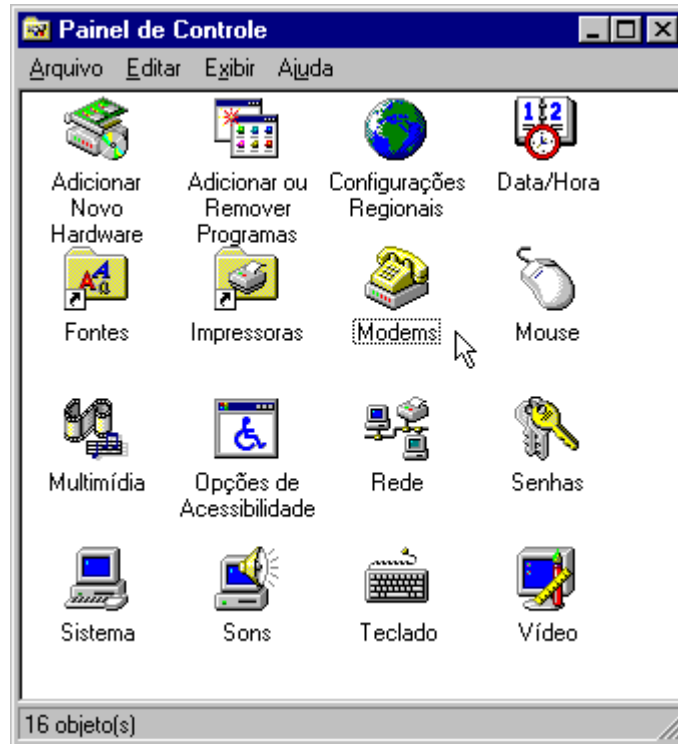 Painel de Controle
Arquivo Editar Exibir Ajuda
Adicionar Novo Hardware
Adicionar ou Remover Programas
Configurações Regionais
Data/Hora
Fontes
Impressoras
Modems
Mouse
Multimídia
Opções de Acessibilidade
Rede
Senhas
Sistema
Sons
Teclado
Vídeo
16 objeto(s)